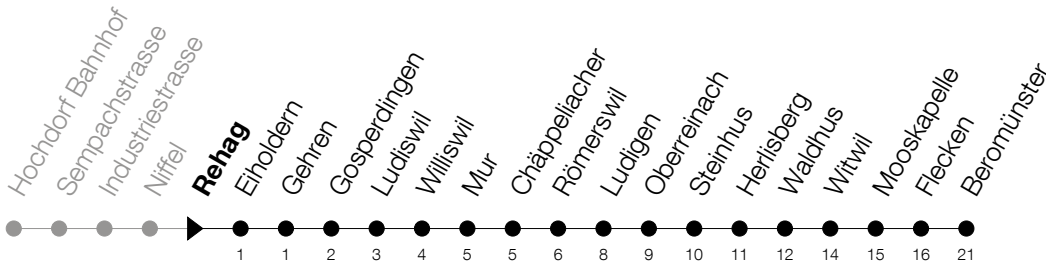 Hochdorf Bahnhof
Sempachstrasse
Industriestrasse
Niffel
Rehag
Eiholdern
Gehren
Gosperdingen
Ludiswil
Williswil
Mur
Chäppeliacher
Römerswil
Ludigen
Oberreinach
Steinhus
Herlisberg
Waldhus
Witwil
Mooskapelle
Flecken
Beromünster
1 1 2 3 4 5 5 6 8 9 10 11 12 14 15 16 21